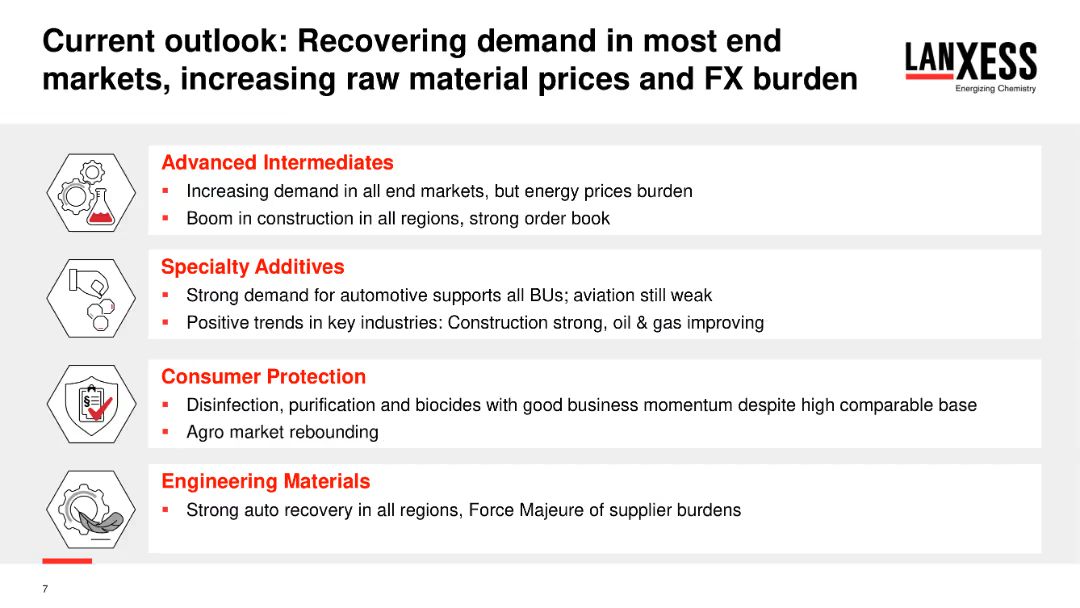 Current outlook: Recovering demand in most end
markets, increasing raw material prices and FX burden
LANXESS
Energizing Chemistry
Advanced Intermediates
▪ Increasing demand in all end markets, but energy prices burden
▪ Boom in construction in all regions, strong order book
Specialty Additives
▪ Strong demand for automotive supports all BUs; aviation still weak
▪ Positive trends in key industries: Construction strong, oil & gas improving
Consumer Protection
▪ Disinfection, purification and biocides with good business momentum despite high comparable base
▪ Agro market rebounding
§
Engineering Materials
▪ Strong auto recovery in all regions, Force Majeure of supplier burdens
7